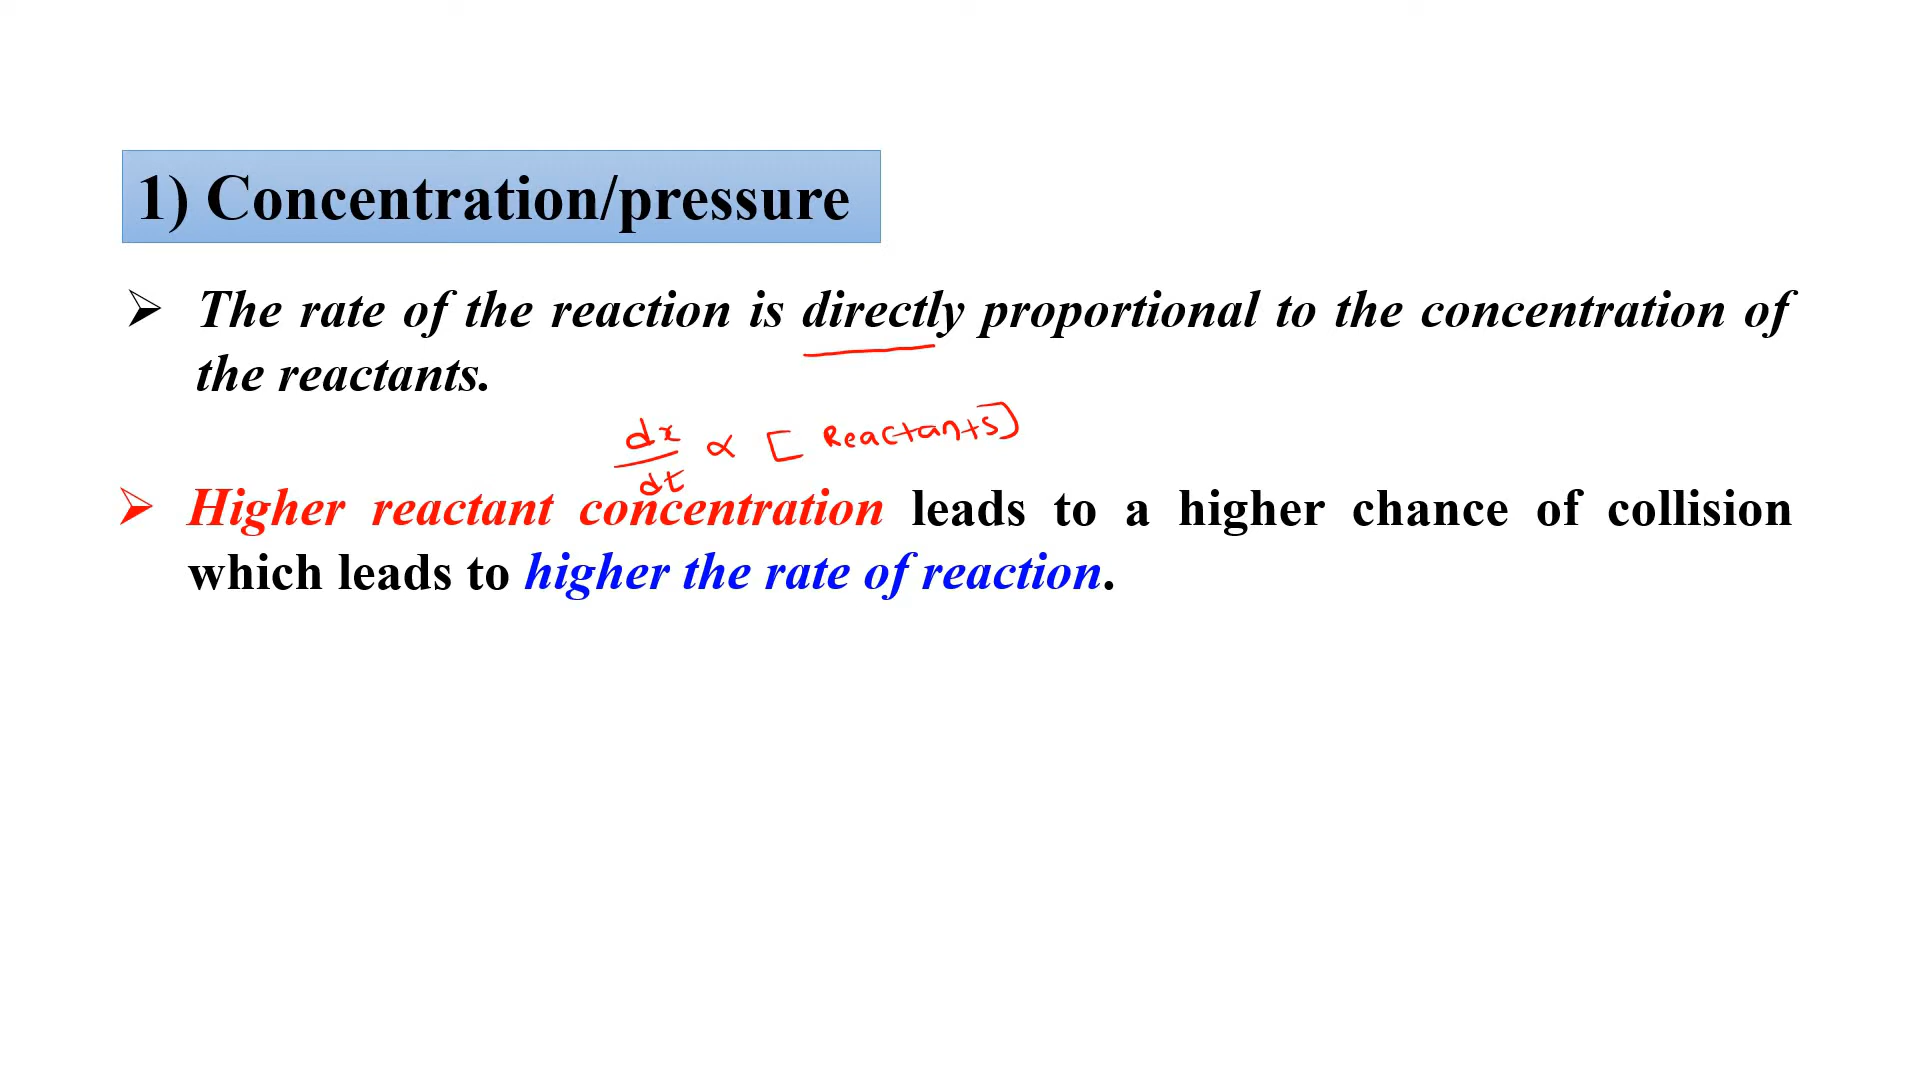 1) Concentration/pressure
➢ The rate of the reaction is directly proportional to the concentration of
the reactants.
dx/dt ∝ [Reactants]
➢ Higher reactant concentration leads to a higher chance of collision
which leads to higher the rate of reaction.